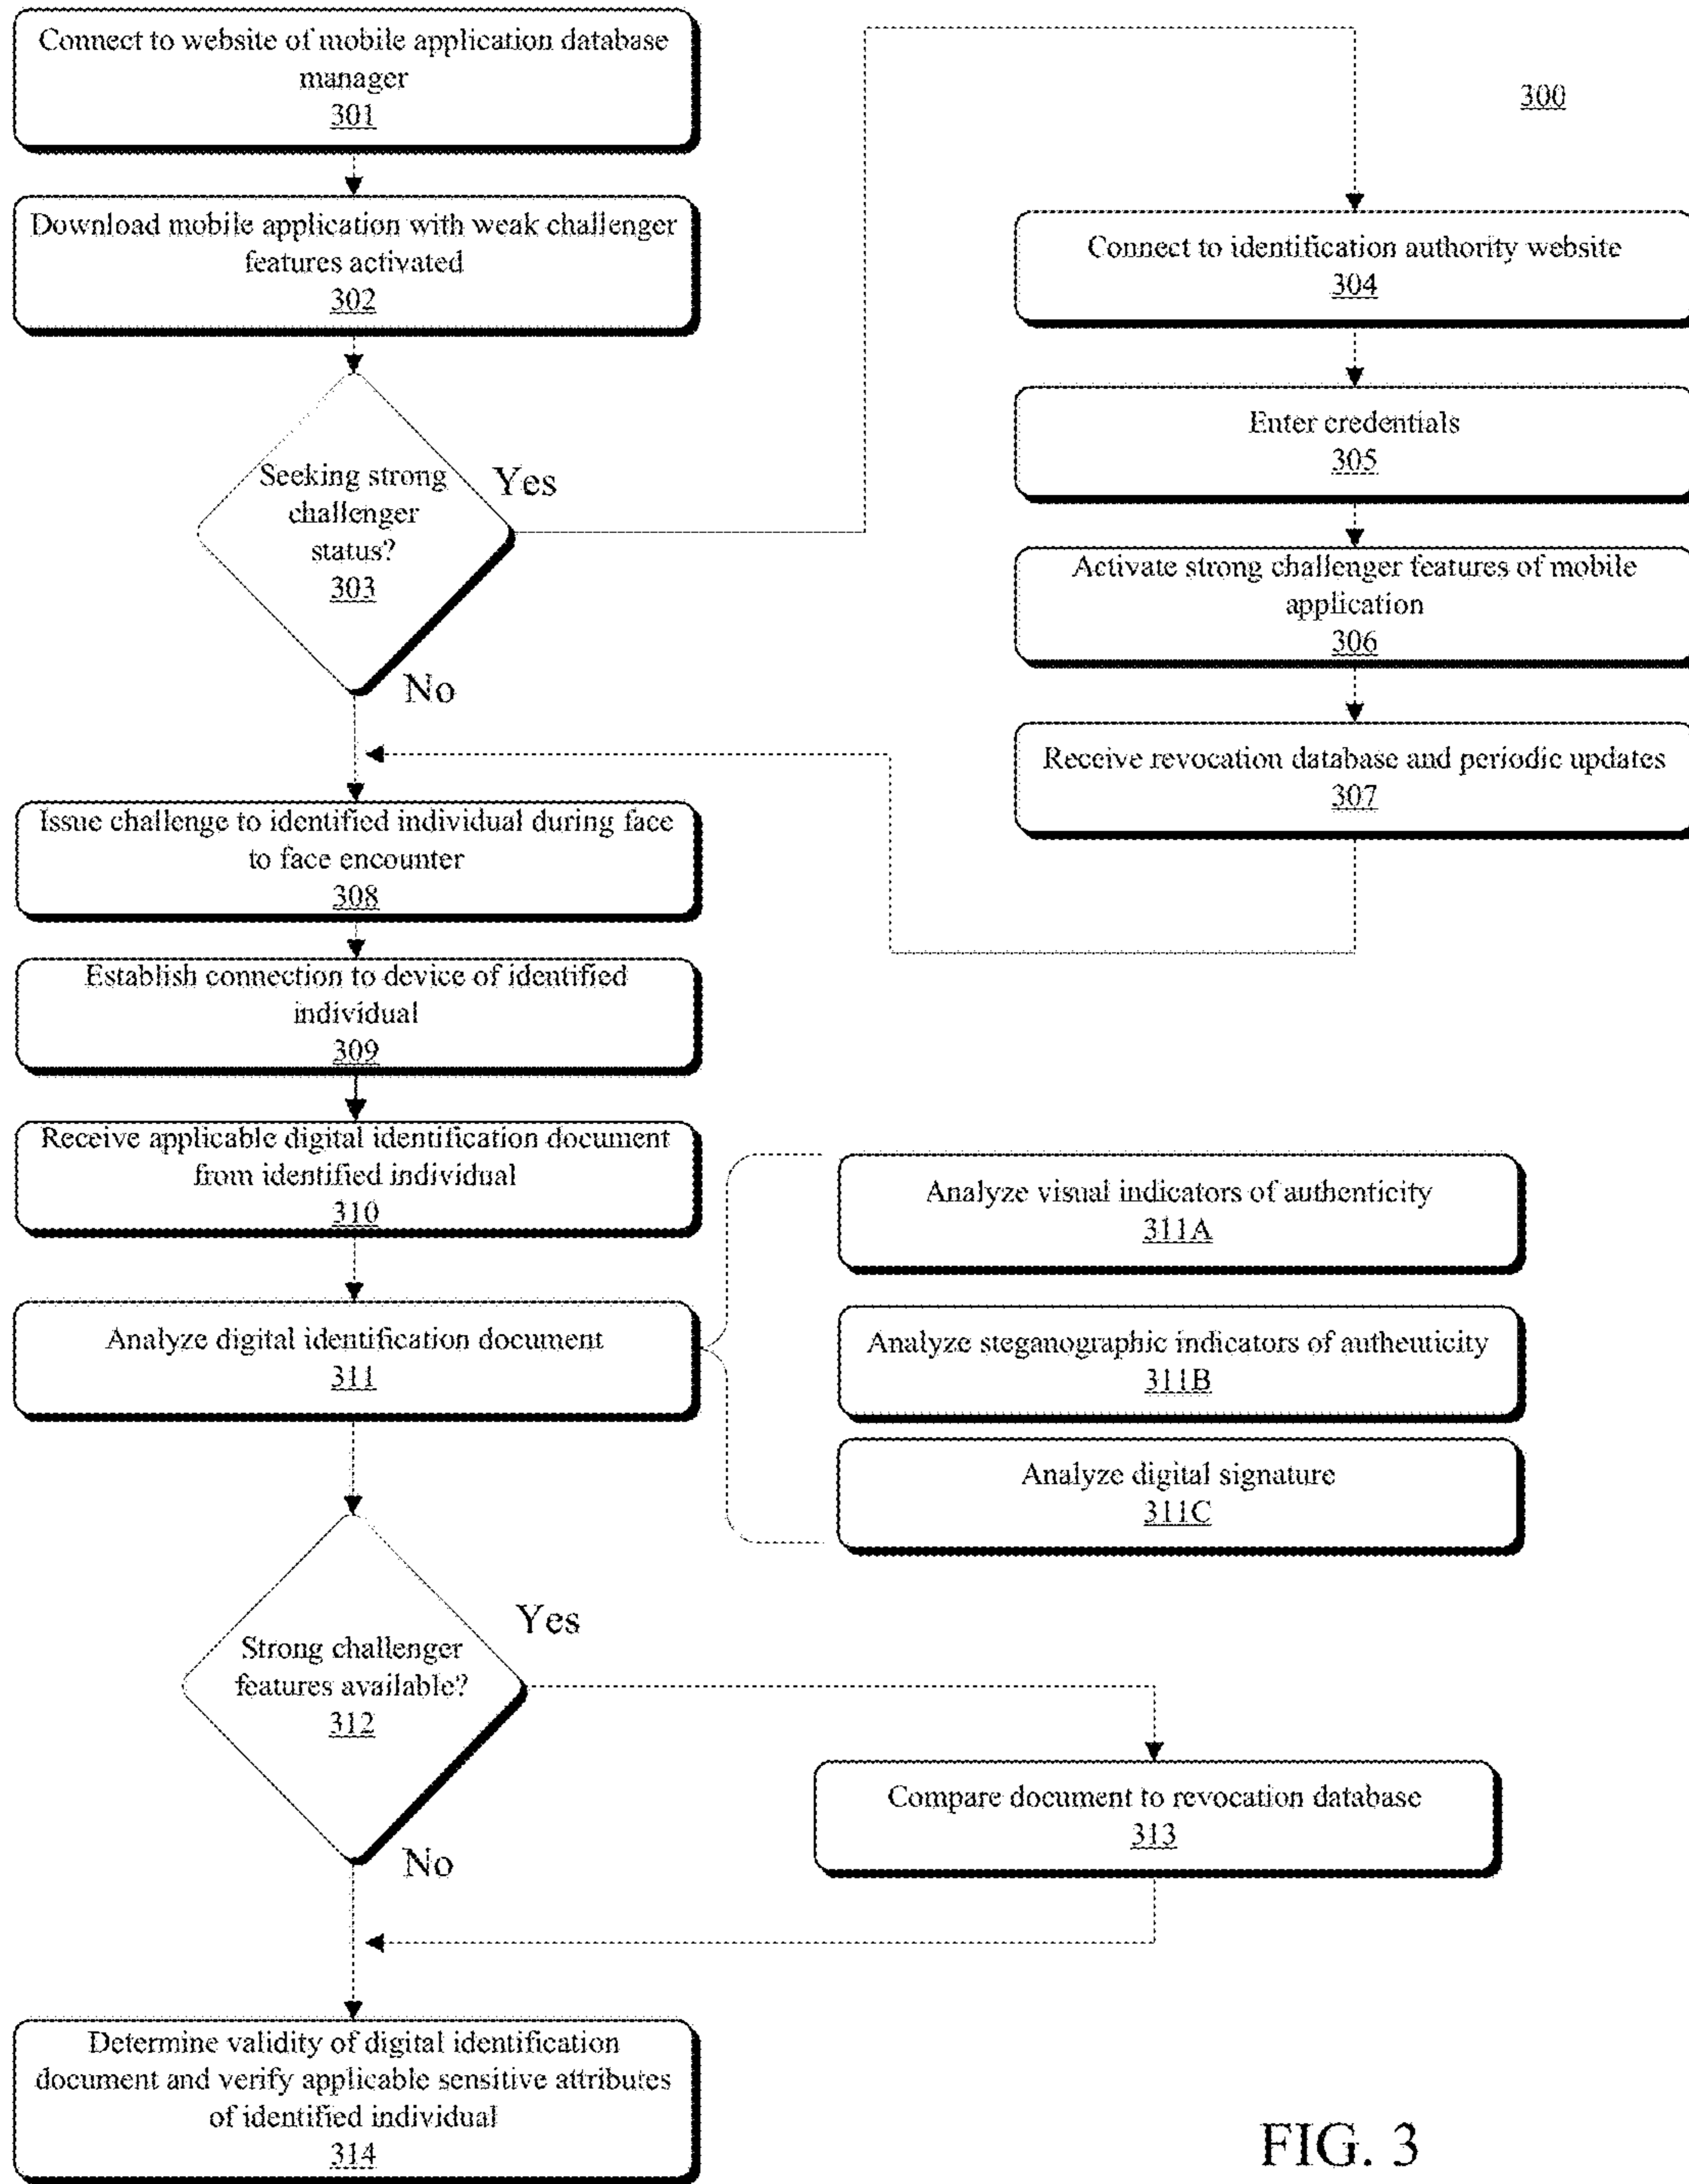 Connect to website of mobile application database
manager
301
Download mobile application with weak challenger
features activated
302
Seeking strong
challenger
status?
303
Yes
No
300
Connect to identification authority website
304
Enter credentials
305
Activate strong challenger features of mobile
application
306
Receive revocation database and periodic updates
307
Issue challenge to identified individual during face
to face encounter
308
Establish connection to device of identified
individual
309
Receive applicable digital identification document
from identified individual
310
Analyze digital identification document
311
Analyze visual indicators of authenticity
311A
Analyze steganographic indicators of authenticity
311B
Analyze digital signature
311C
Strong challenger
features available?
312
Yes
No
Compare document to revocation database
313
Determine validity of digital identification
document and verify applicable sensitive attributes
of identified individual
314
FIG. 3